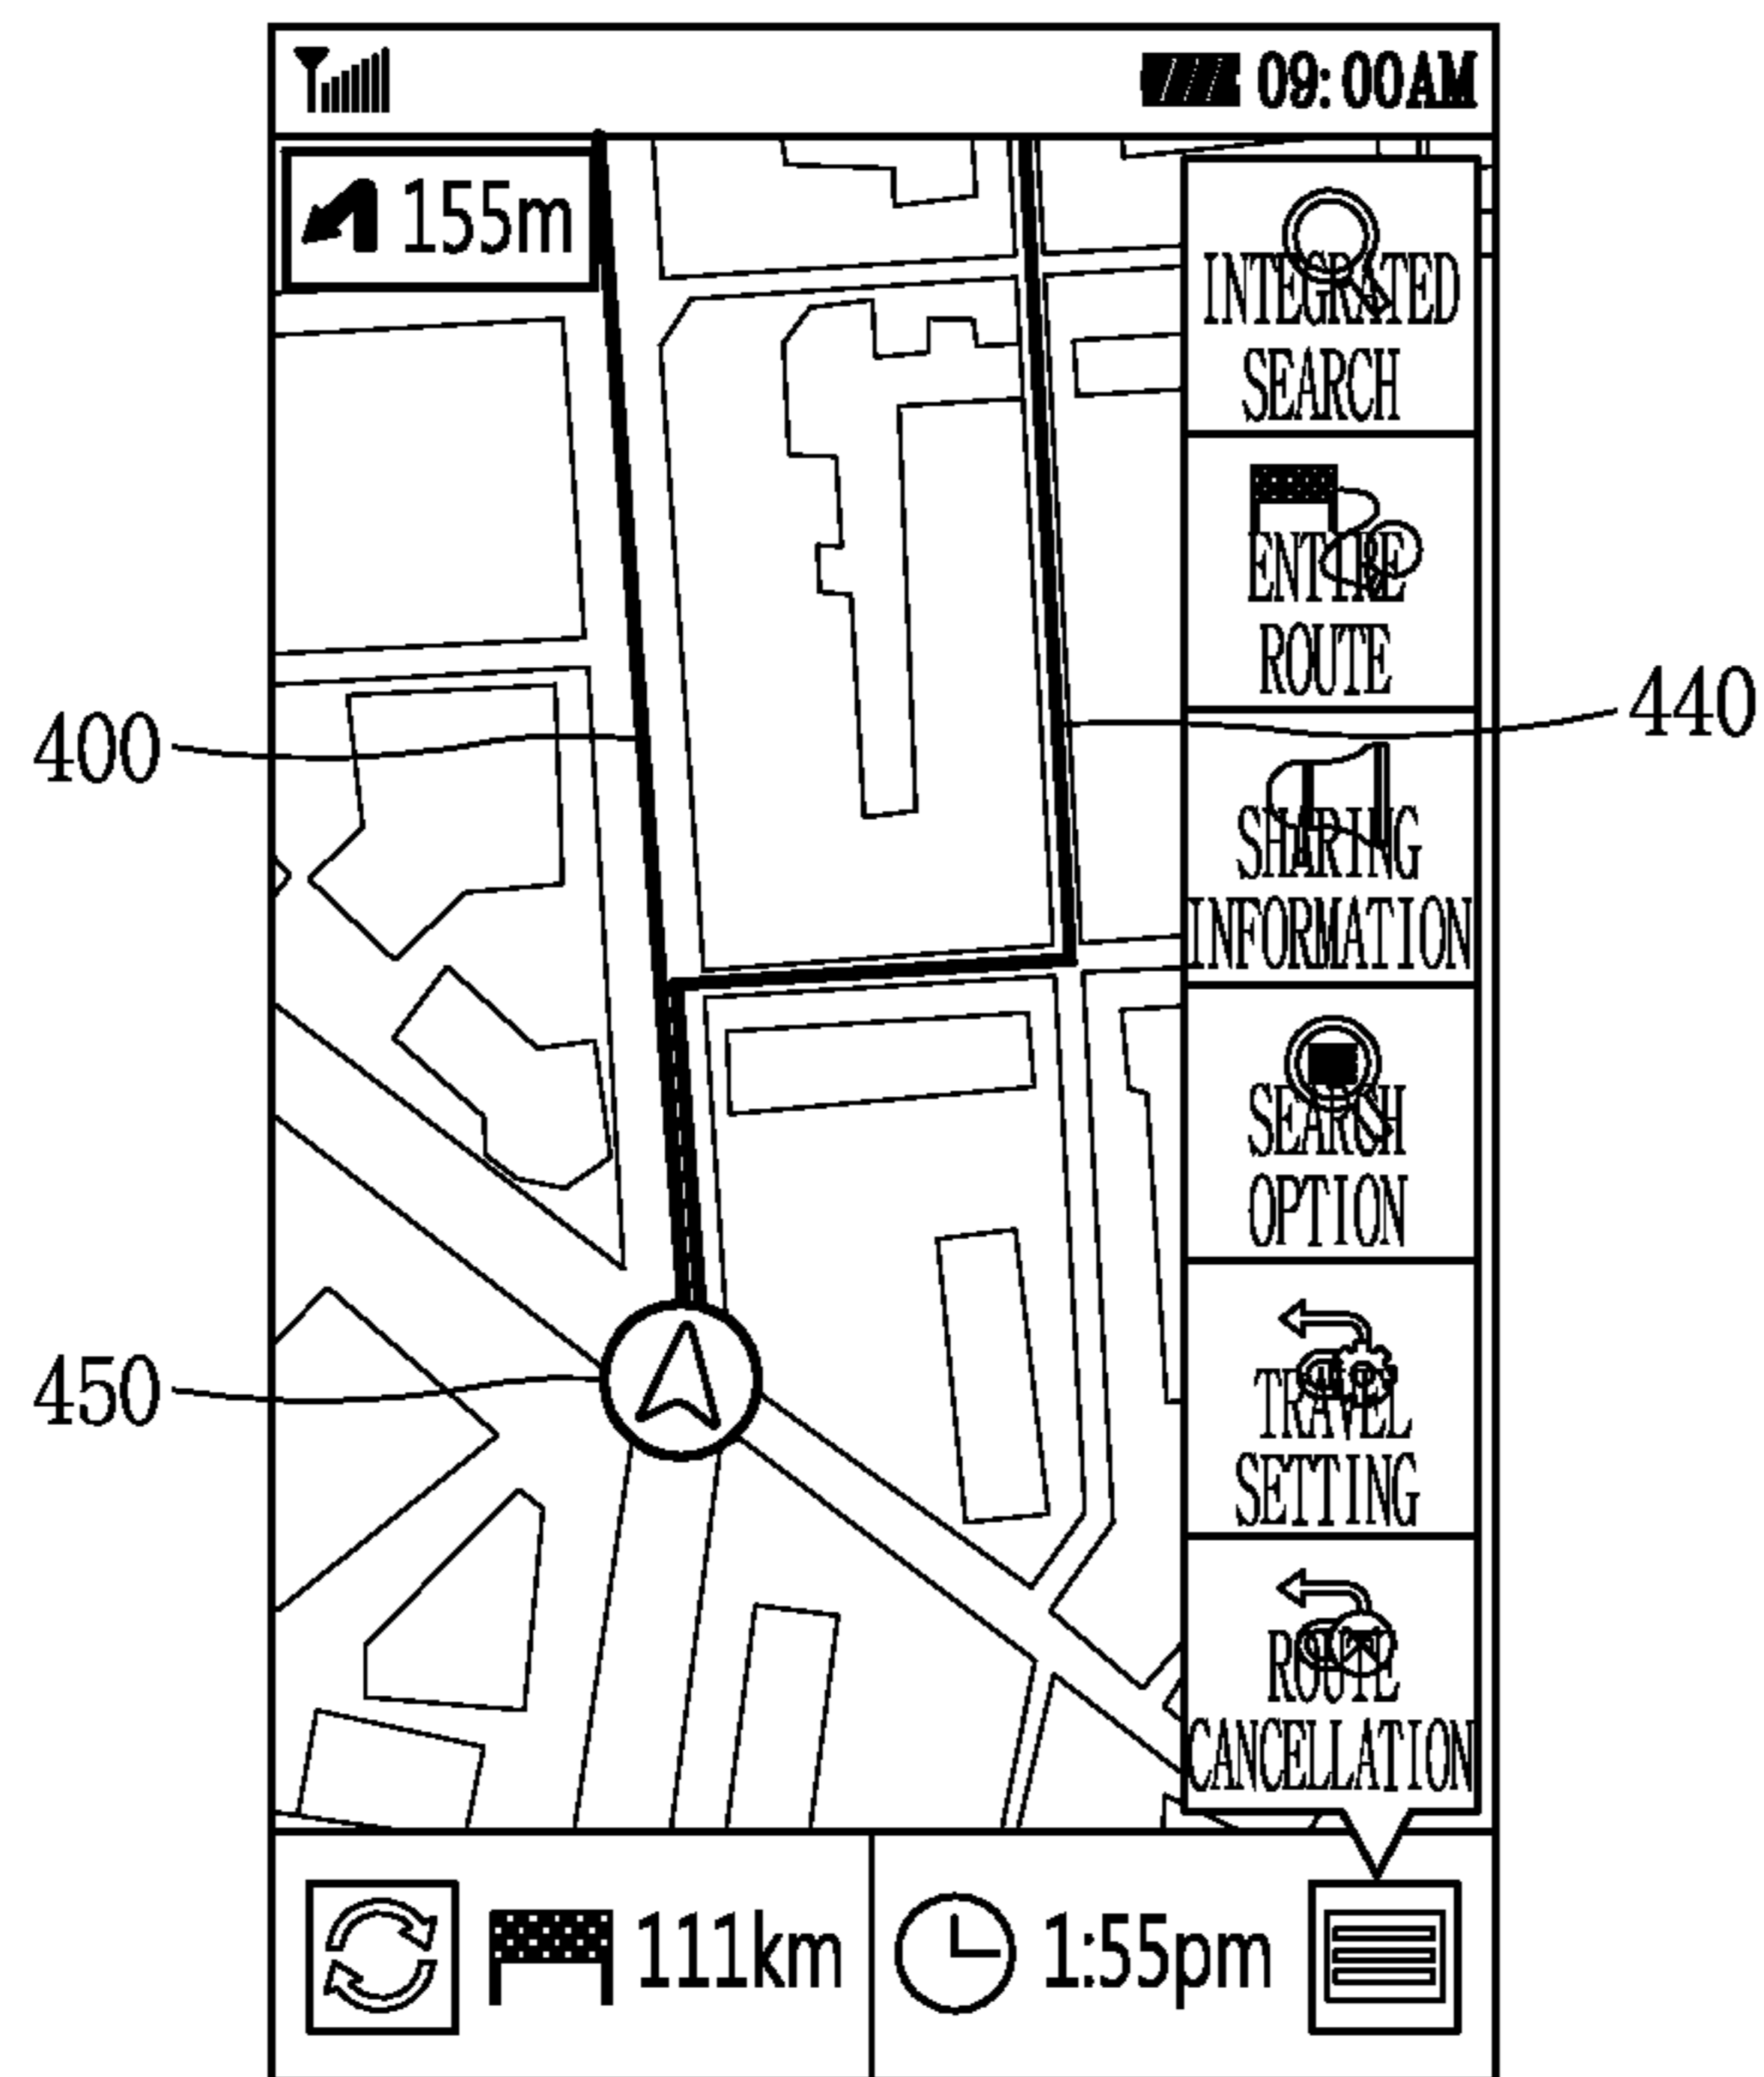 09:00AM
155m
INTEGRATED
SEARCH
ENTIRE
ROUTE
400
440
SHARING
INFORMATION
SEARCH
OPTION
450
TRAVEL
SETTING
ROUTE
CANCELLATION
111km
1:55pm